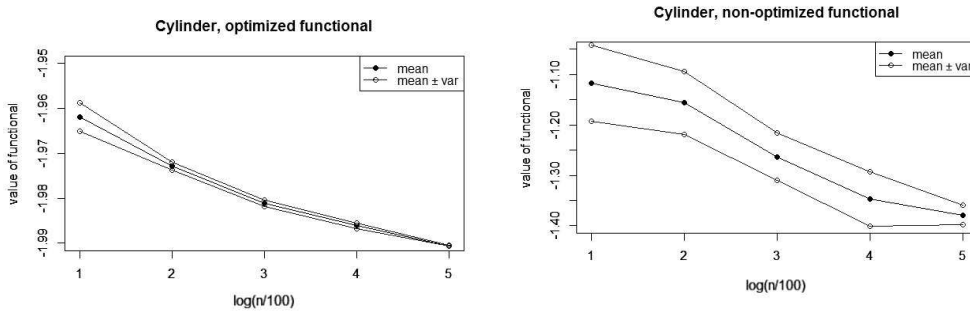 Cylinder, optimized functional
value of functional
-1.95
-1.96
-1.97
-1.98
-1.99
mean
mean ± var
1 2 3 4 5
log(n/100)
Cylinder, non-optimized functional
value of functional
-1.10
-1.20
-1.30
-1.40
mean
mean ± var
1 2 3 4 5
log(n/100)